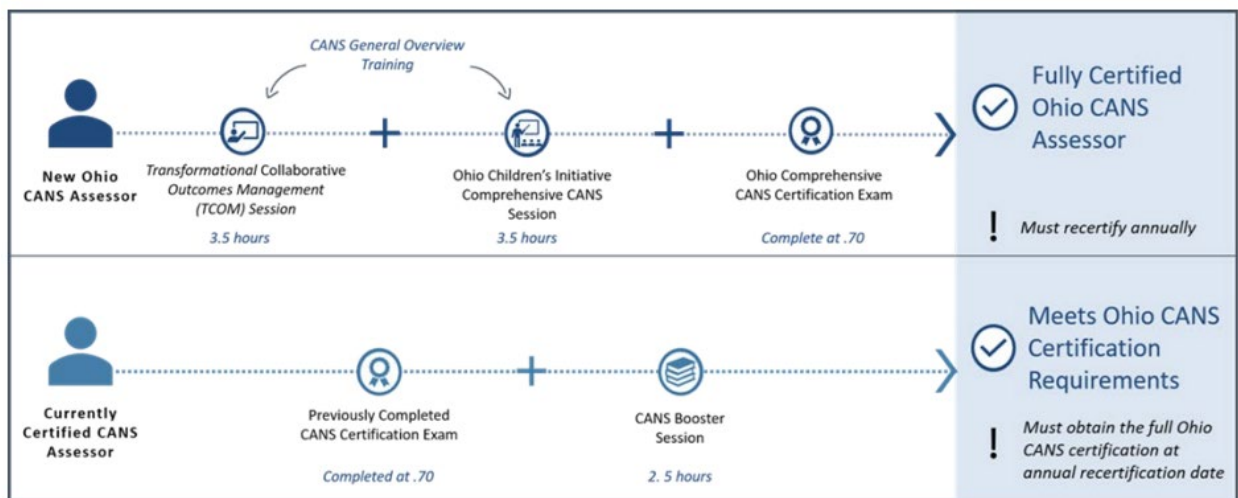 CANS General Overview
Training
New Ohio
CANS Assessor
Transformational Collaborative
Outcomes Management
(TCOM) Session
3.5 hours
Ohio Children's Initiative
Comprehensive CANS
Session
3.5 hours
Ohio Comprehensive
CANS Certification Exam
Complete at .70
Fully Certified
Ohio CANS
Assessor
! Must recertify annually
Currently
Certified CANS
Assessor
Previously Completed
CANS Certification Exam
Completed at .70
CANS Booster
Session
2. 5 hours
Meets Ohio CANS
Certification
Requirements
! Must obtain the full Ohio
CANS certification at
annual recertification date